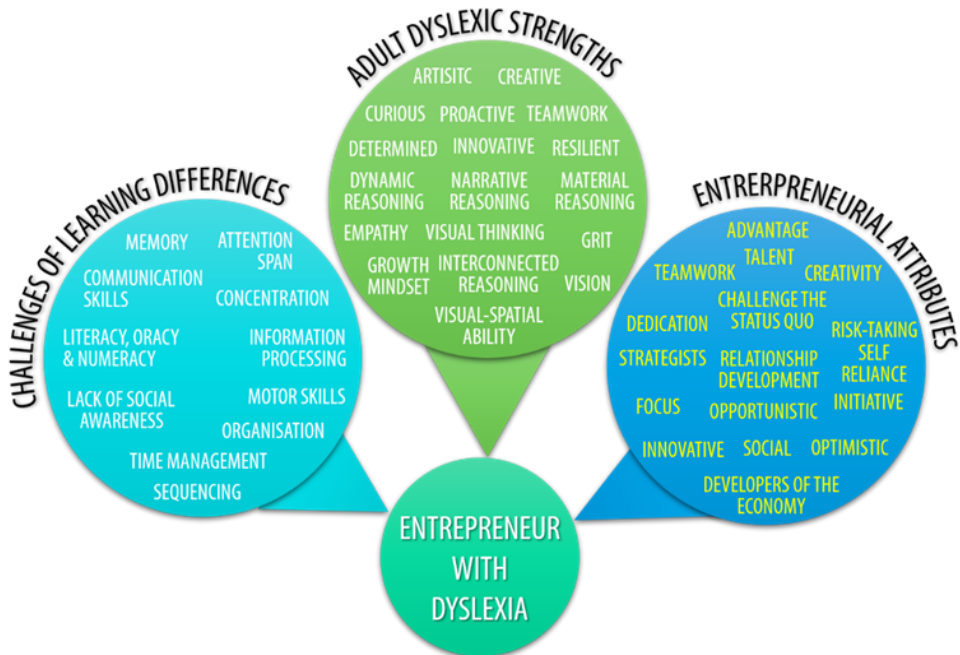 CHALLENGES OF LEARNING DIFFERENCES
MEMORY
ATTENTION
SPAN
COMMUNICATION
SKILLS
CONCENTRATION
LITERACY, ORACY
& NUMERACY
INFORMATION
PROCESSING
LACK OF SOCIAL
AWARENESS
MOTOR SKILLS
ORGANISATION
TIME MANAGEMENT
SEQUENCING
ADULT DYSLEXIC STRENGTHS
ARTISITC
CREATIVE
CURIOUS
PROACTIVE
TEAMWORK
DETERMINED
INNOVATIVE
RESILIENT
DYNAMIC
REASONING
NARRATIVE
REASONING
MATERIAL
REASONING
EMPATHY
VISUAL THINKING
GRIT
GROWTH
MINDSET
INTERCONNECTED
REASONING
VISION
VISUAL-SPATIAL
ABILITY
ENTRERPRENEURIAL ATTRIBUTES
ADVANTAGE
TALENT
TEAMWORK
CREATIVITY
CHALLENGE THE
STATUS QUO
DEDICATION
RISK-TAKING
SELF
RELIANCE
STRATEGISTS
RELATIONSHIP
DEVELOPMENT
FOCUS
OPPORTUNISTIC
INITIATIVE
INNOVATIVE
SOCIAL
OPTIMISTIC
DEVELOPERS OF THE
ECONOMY
ENTREPRENEUR
WITH
DYSLEXIA